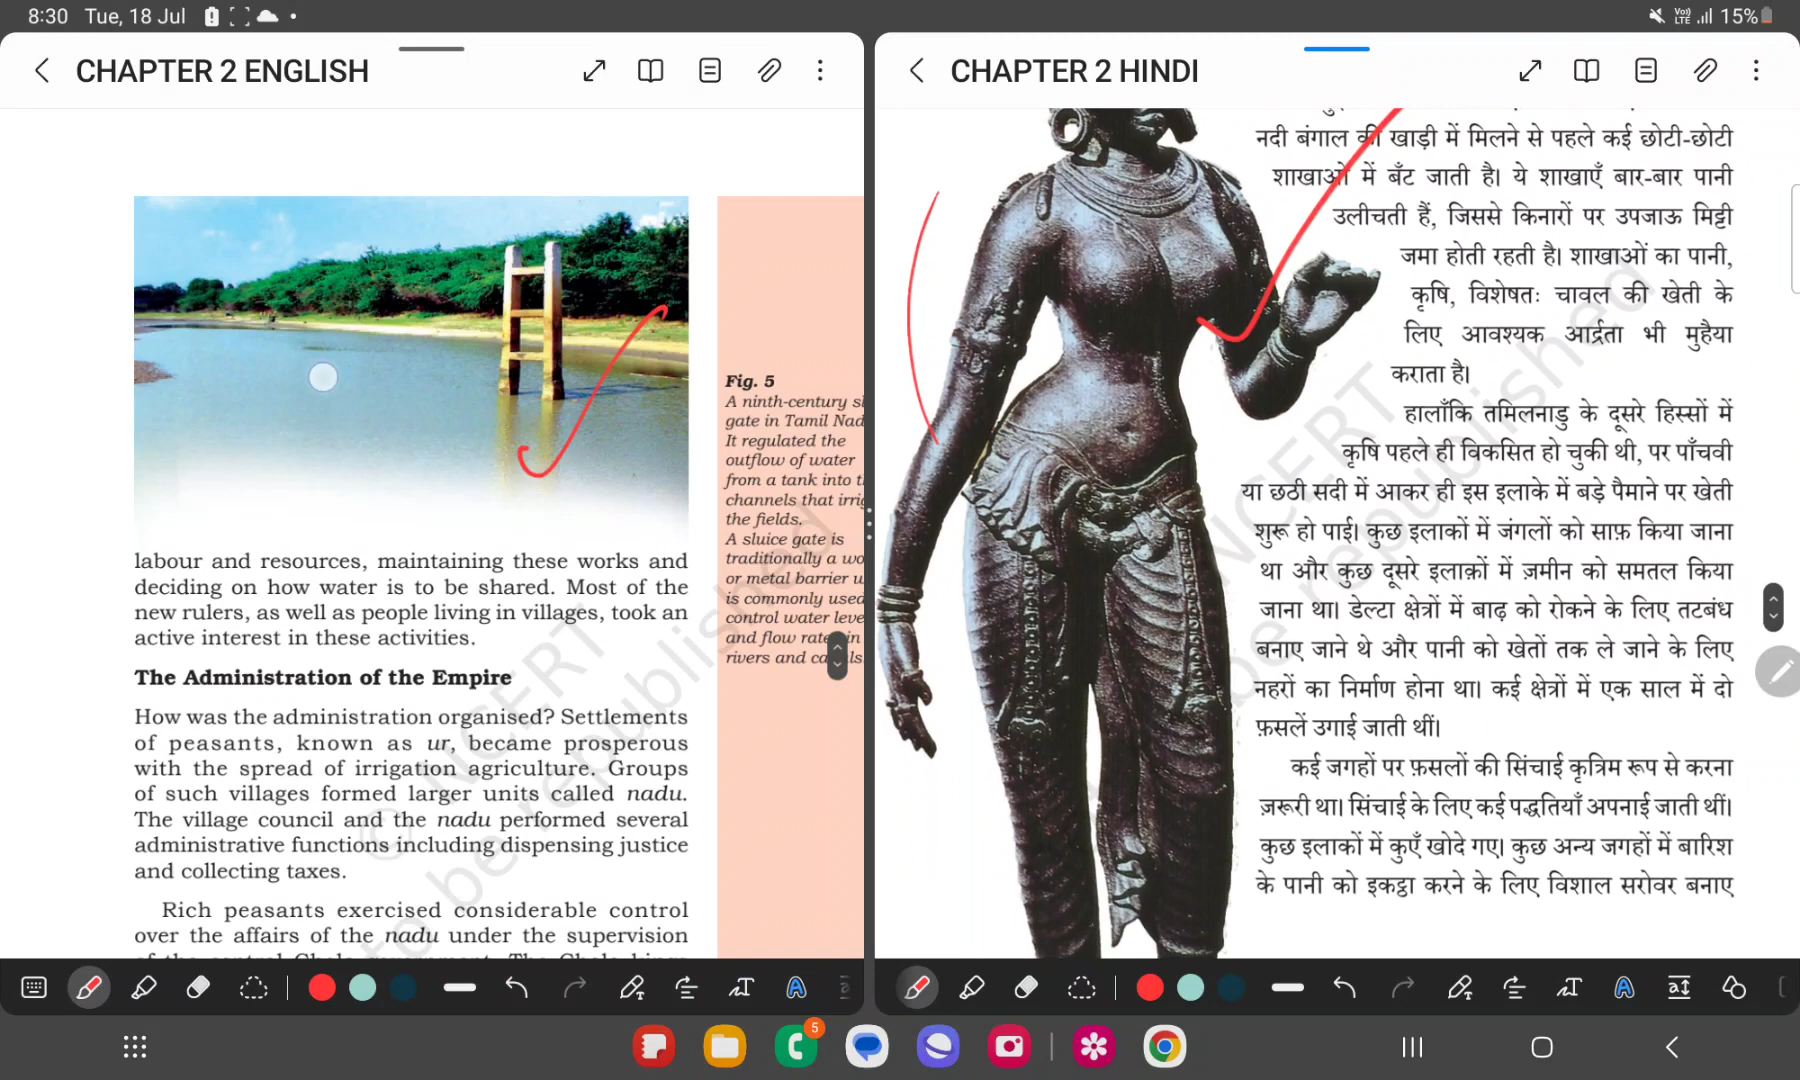 8:30 Tue, 18 Jul
15%
CHAPTER 2 ENGLISH
Fig. 5
A ninth-century
gate in Tamil
It regulated the
outflow of water
from a tank into
channels that
the fields.
A sluice gate is
traditionally a
or metal barrier
is commonly used
control water
and flow rates in
rivers and
labour and resources, maintaining these works and
deciding on how water is to be shared. Most of the
new rulers, as well as people living in villages, took an
active interest in these activities.
The Administration of the Empire
How was the administration organised? Settlements
of peasants, known as ur, became prosperous
with the spread of irrigation agriculture. Groups
of such villages formed larger units called nadu.
The village council and the nadu performed several
administrative functions including dispensing justice
and collecting taxes.
Rich peasants exercised considerable control
over the affairs of the nadu under the supervision
© NCERT
to be republished
CHAPTER 2 HINDI
नदी बंगाल की खाड़ी में मिलने से पहले कई छोटी-छोटी
शाखाओं में बँट जाती है। ये शाखाएँ बार-बार पानी
उलीचती हैं, जिससे किनारों पर उपजाऊ मिट्टी
जमा होती रहती है। शाखाओं का पानी,
कृषि, विशेषतः चावल की खेती के
लिए आवश्यक आर्द्रता भी मुहैया
कराता है।
हालाँकि तमिलनाडु के दूसरे हिस्सों में
कृषि पहले ही विकसित हो चुकी थी, पर पाँचवी
या छठी सदी में आकर ही इस इलाके में बड़े पैमाने पर खेती
शुरू हो पाई। कुछ इलाकों में जंगलों को साफ़ किया जाना
था और कुछ दूसरे इलाक़ों में ज़मीन को समतल किया
जाना था। डेल्टा क्षेत्रों में बाढ़ को रोकने के लिए तटबंध
बनाए जाने थे और पानी को खेतों तक ले जाने के लिए
नहरों का निर्माण होना था। कई क्षेत्रों में एक साल में दो
फ़सलें उगाई जाती थीं।
कई जगहों पर फ़सलों की सिंचाई कृत्रिम रूप से करना
ज़रूरी था। सिंचाई के लिए कई पद्धतियाँ अपनाई जाती थीं।
कुछ इलाकों में कुएँ खोदे गए। कुछ अन्य जगहों में बारिश
के पानी को इकट्ठा करने के लिए विशाल सरोवर बनाए
NCERT
be republished
5